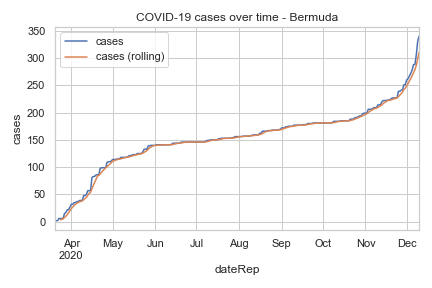 COVID-19 cases over time - Bermuda
cases
cases (rolling)
350
300
250
200
150
100
50
0
cases
Apr May Jun Jul Aug Sep Oct Nov Dec
2020
dateRep